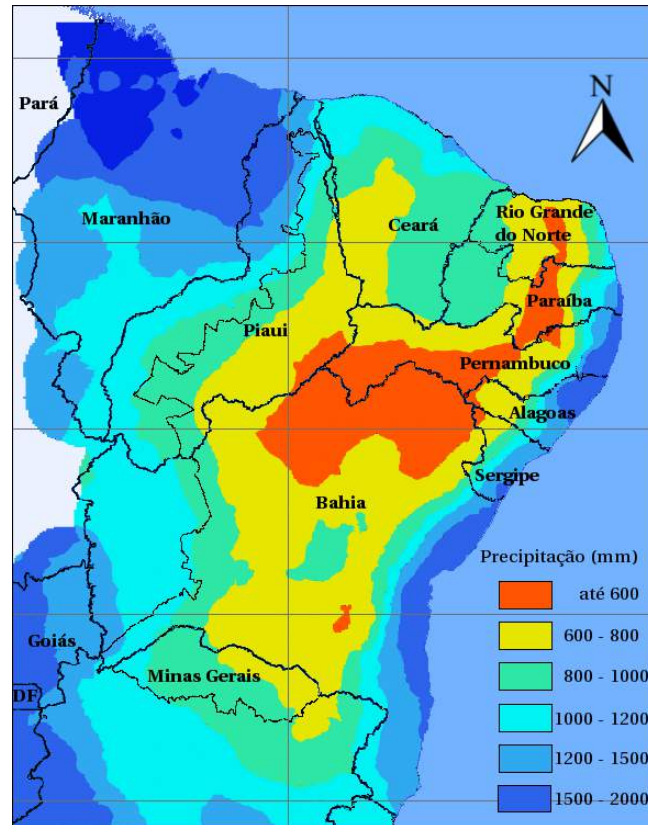 N
Pará
Maranhão
Ceará
Rio Grande
do Norte
Paraíba
Piaui
Pernambuco
Alagoas
Sergipe
Bahia
Goiás
Minas Gerais
DF
Precipitação (mm)
até 600
600 - 800
800 - 1000
1000 - 1200
1200 - 1500
1500 - 2000